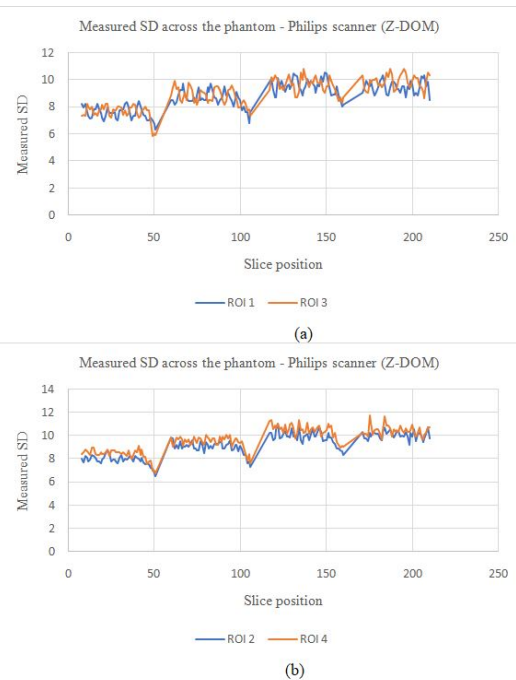 Measured SD across the phantom - Philips scanner (Z-DOM)
12
10
8
6
4
2
0
Measured SD
0 50 100 150 200 250
Slice position
ROI 1 ROI 3
(a)
Measured SD across the phantom - Philips scanner (Z-DOM)
14
12
10
8
6
4
2
0
Measured SD
0 50 100 150 200 250
Slice position
ROI 2 ROI 4
(b)